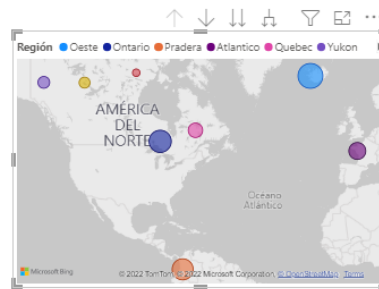 Región Oeste Ontario Pradera Atlantico Quebec Yukon
AMÉRICA
DEL
NORTE
Océano
Atlántico
Microsoft Bing © 2022 TomTom, © 2022 Microsoft Corporation, © OpenStreetMap Terms